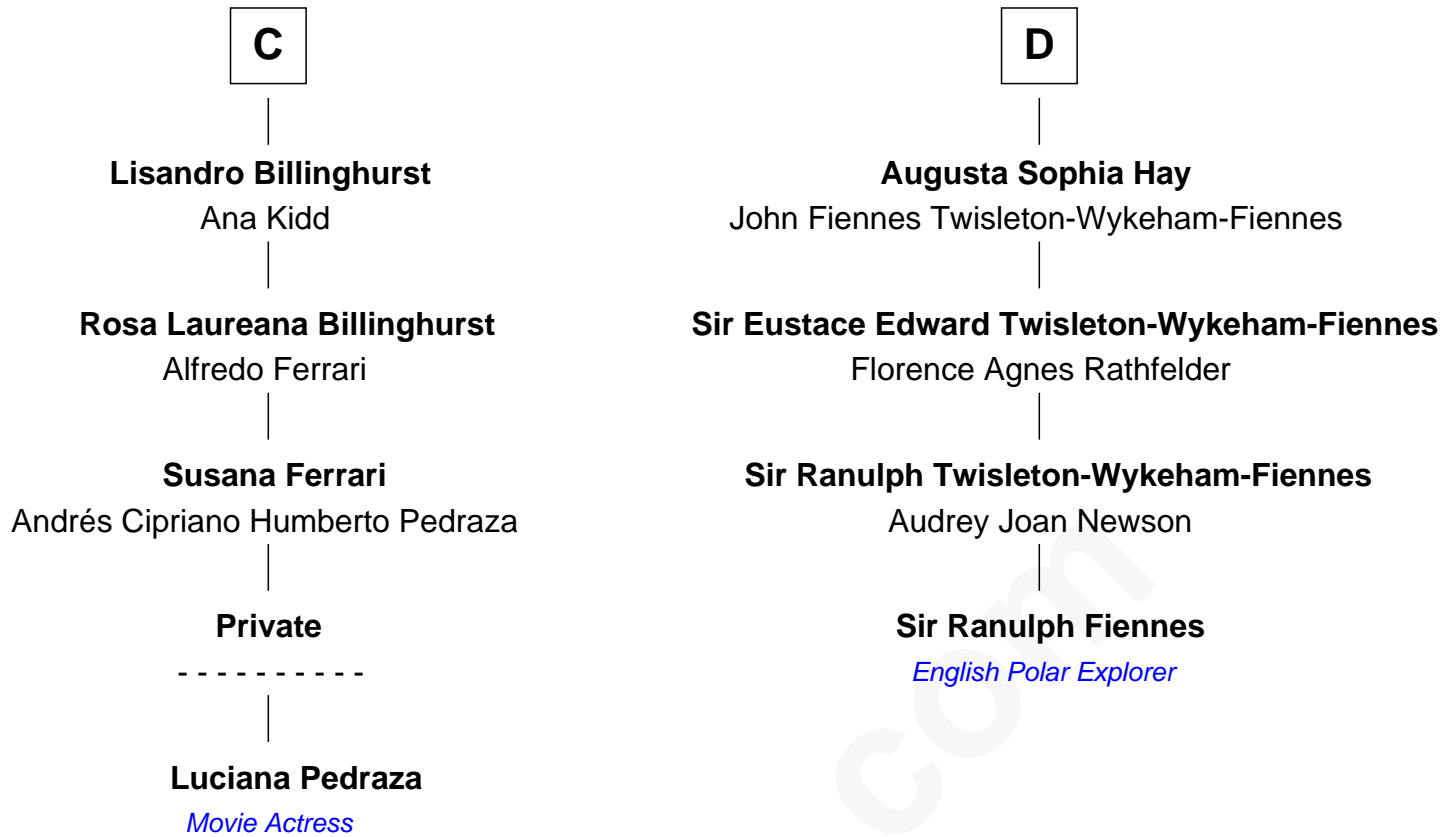 C
Lisandro Billinghurst
Ana Kidd
Rosa Laureana Billinghurst
Alfredo Ferrari
Susana Ferrari
Andrés Cipriano Humberto Pedraza
Private
- - - - - - - - - -
Luciana Pedraza
Movie Actress
D
Augusta Sophia Hay
John Fiennes Twisleton-Wykeham-Fiennes
Sir Eustace Edward Twisleton-Wykeham-Fiennes
Florence Agnes Rathfelder
Sir Ranulph Twisleton-Wykeham-Fiennes
Audrey Joan Newson
Sir Ranulph Fiennes
English Polar Explorer
com